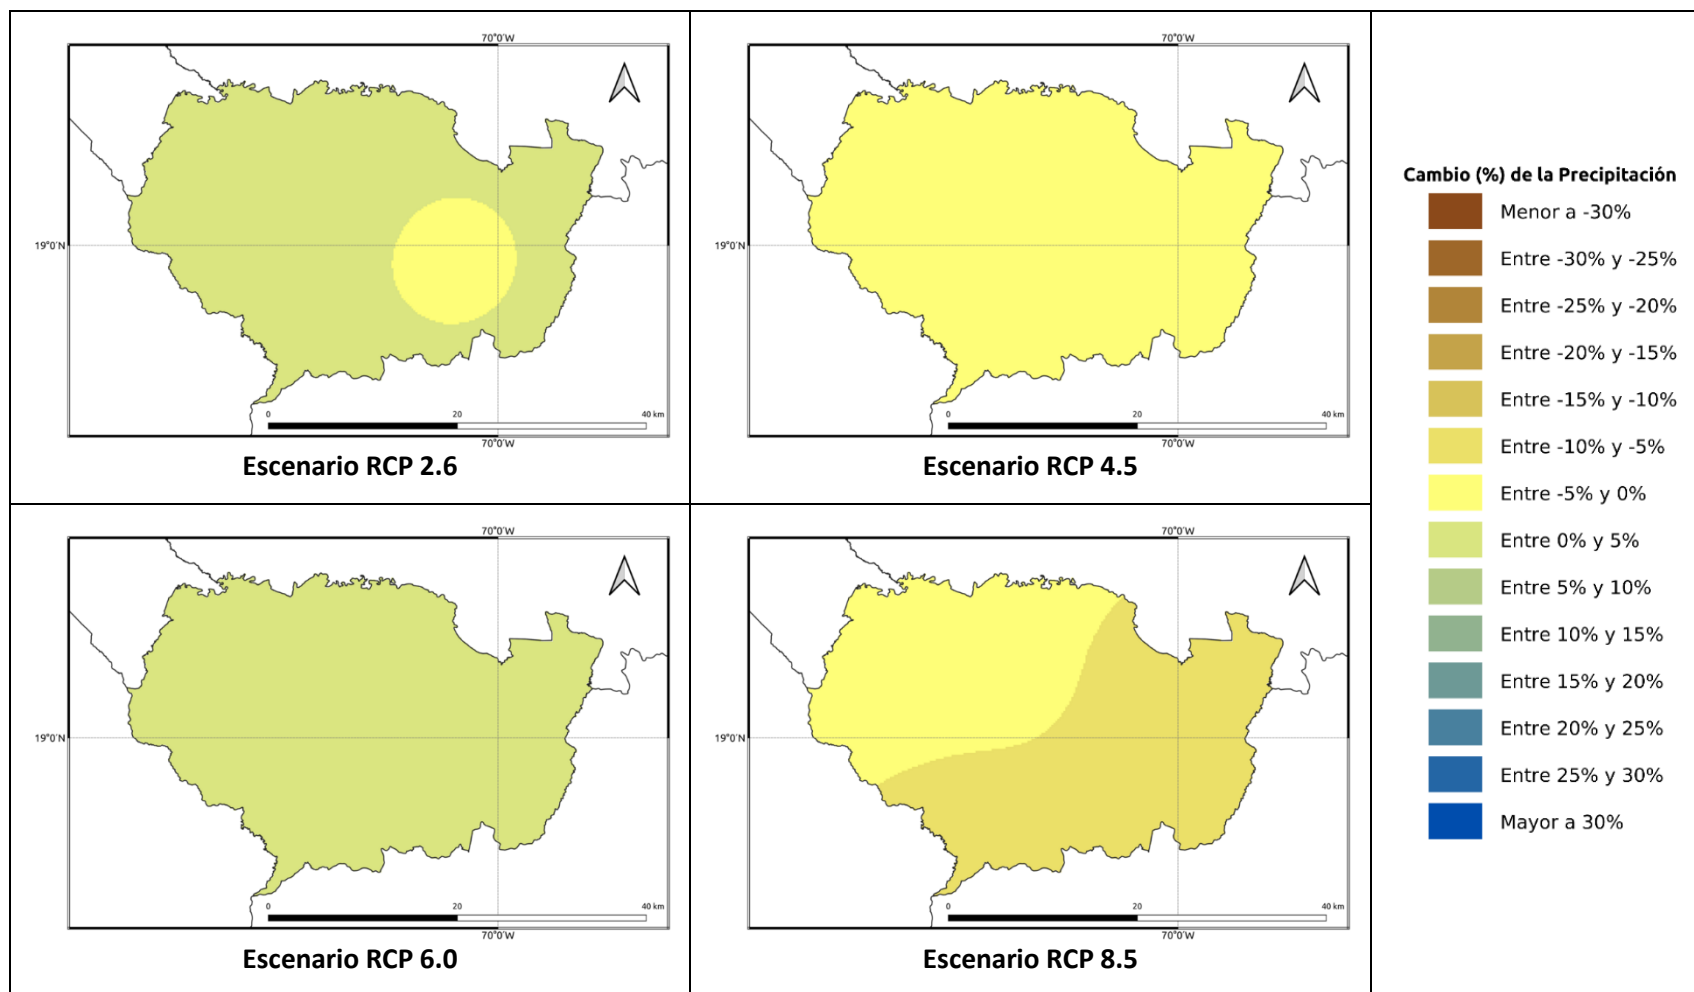 70°0'W
19°0'N
0 20 40 km
70°0'W
Escenario RCP 2.6
70°0'W
19°0'N
0 20 40 km
70°0'W
Escenario RCP 4.5
70°0'W
19°0'N
0 20 40 km
70°0'W
Escenario RCP 6.0
70°0'W
19°0'N
0 20 40 km
70°0'W
Escenario RCP 8.5
Cambio (%) de la Precipitación
Menor a -30%
Entre -30% y -25%
Entre -25% y -20%
Entre -20% y -15%
Entre -15% y -10%
Entre -10% y -5%
Entre -5% y 0%
Entre 0% y 5%
Entre 5% y 10%
Entre 10% y 15%
Entre 15% y 20%
Entre 20% y 25%
Entre 25% y 30%
Mayor a 30%